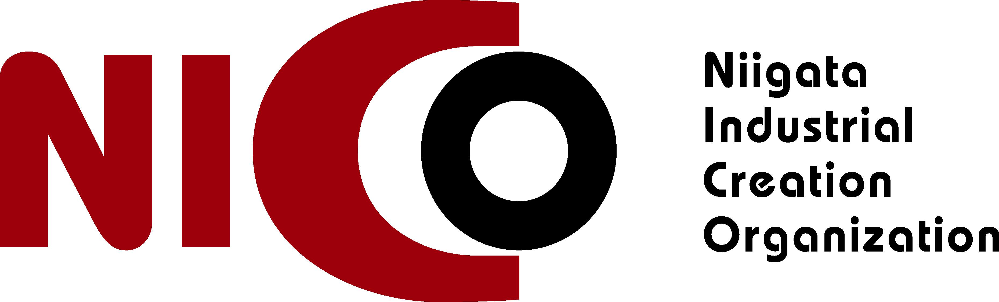 NICO
Niigata
Industrial
Creation
Organization